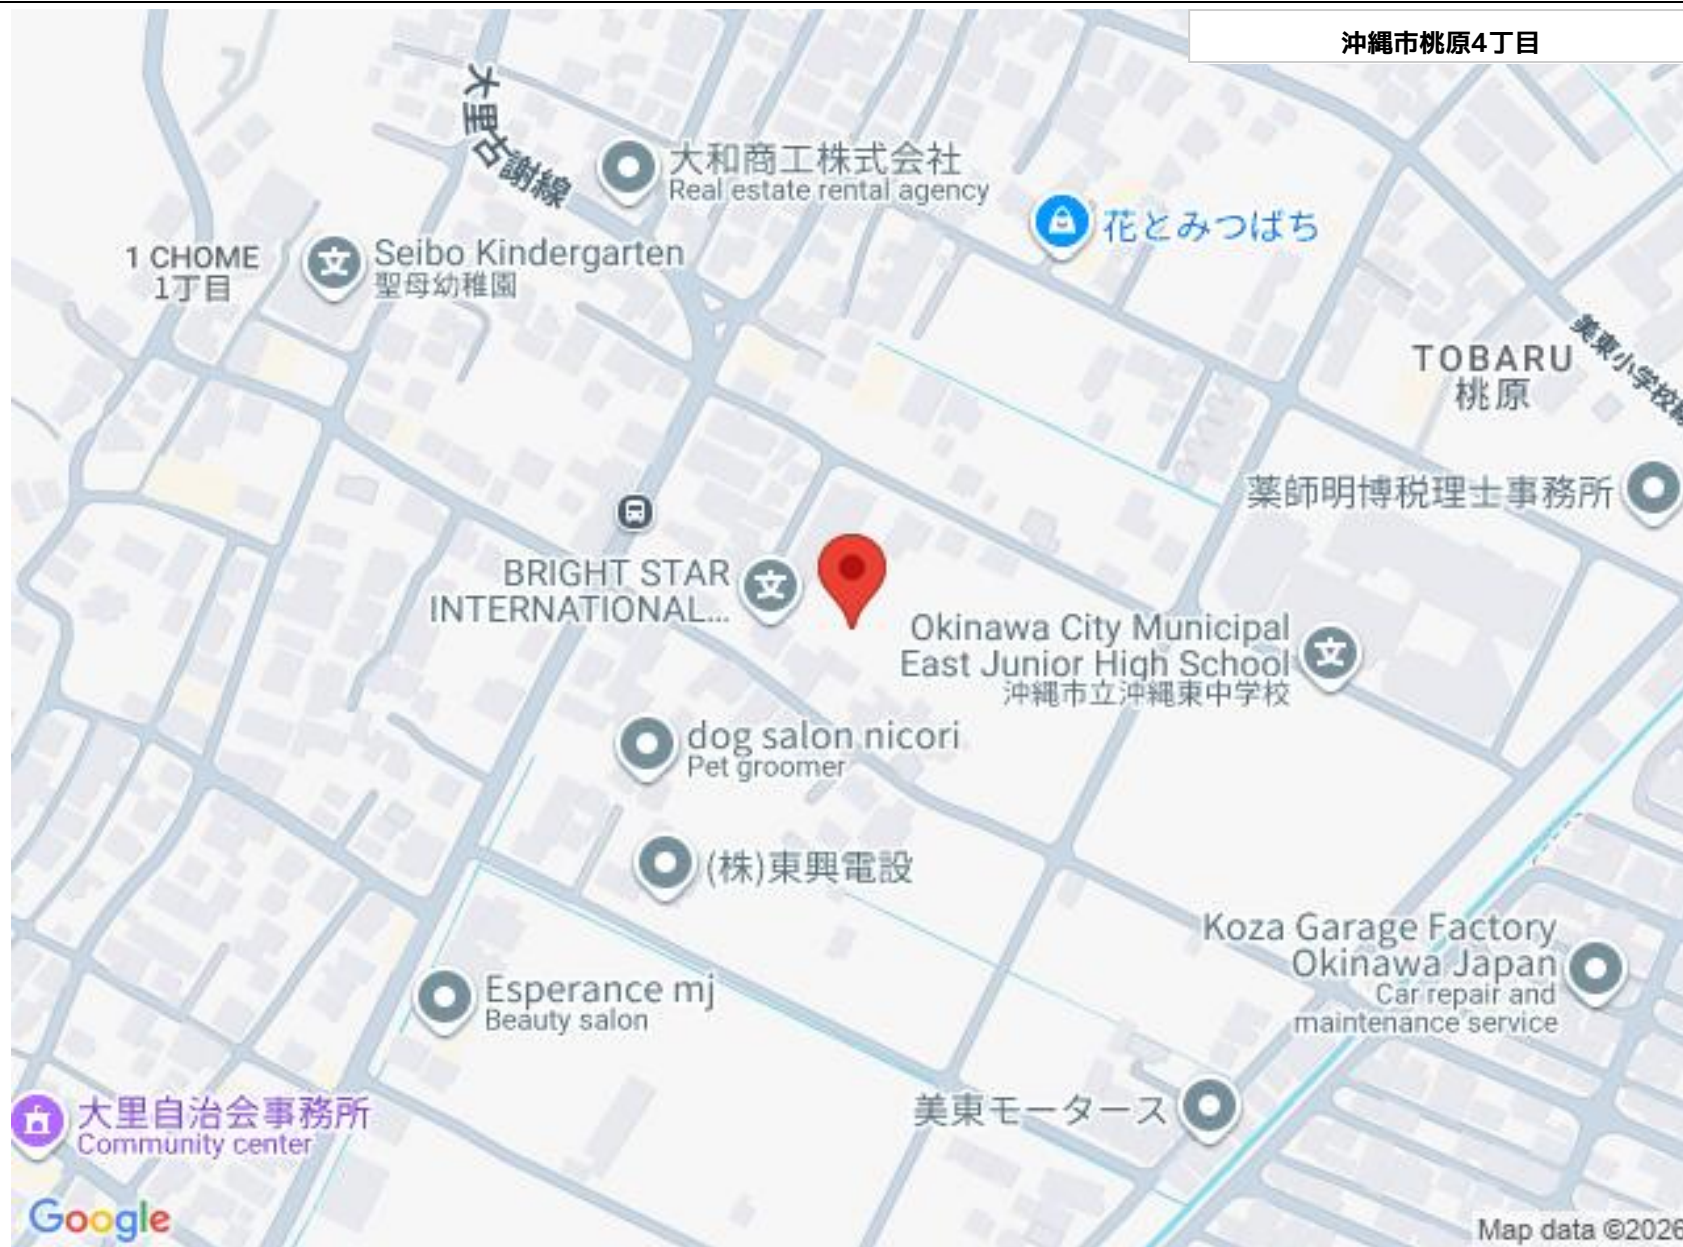 沖縄市桃原4丁目
大里古謝線
大和商工株式会社
Real estate rental agency
花とみつばち
1 CHOME
1丁目
Seibo Kindergarten
聖母幼稚園
TOBARU
桃原
美東小学校線
薬師明博税理士事務所
BRIGHT STAR
INTERNATIONAL...
Okinawa City Municipal
East Junior High School
沖縄市立沖縄東中学校
dog salon nicori
Pet groomer
(株)東興電設
Koza Garage Factory
Okinawa Japan
Car repair and
maintenance service
Esperance mj
Beauty salon
美東モータース
大里自治会事務所
Community center
Google
Map data ©2026